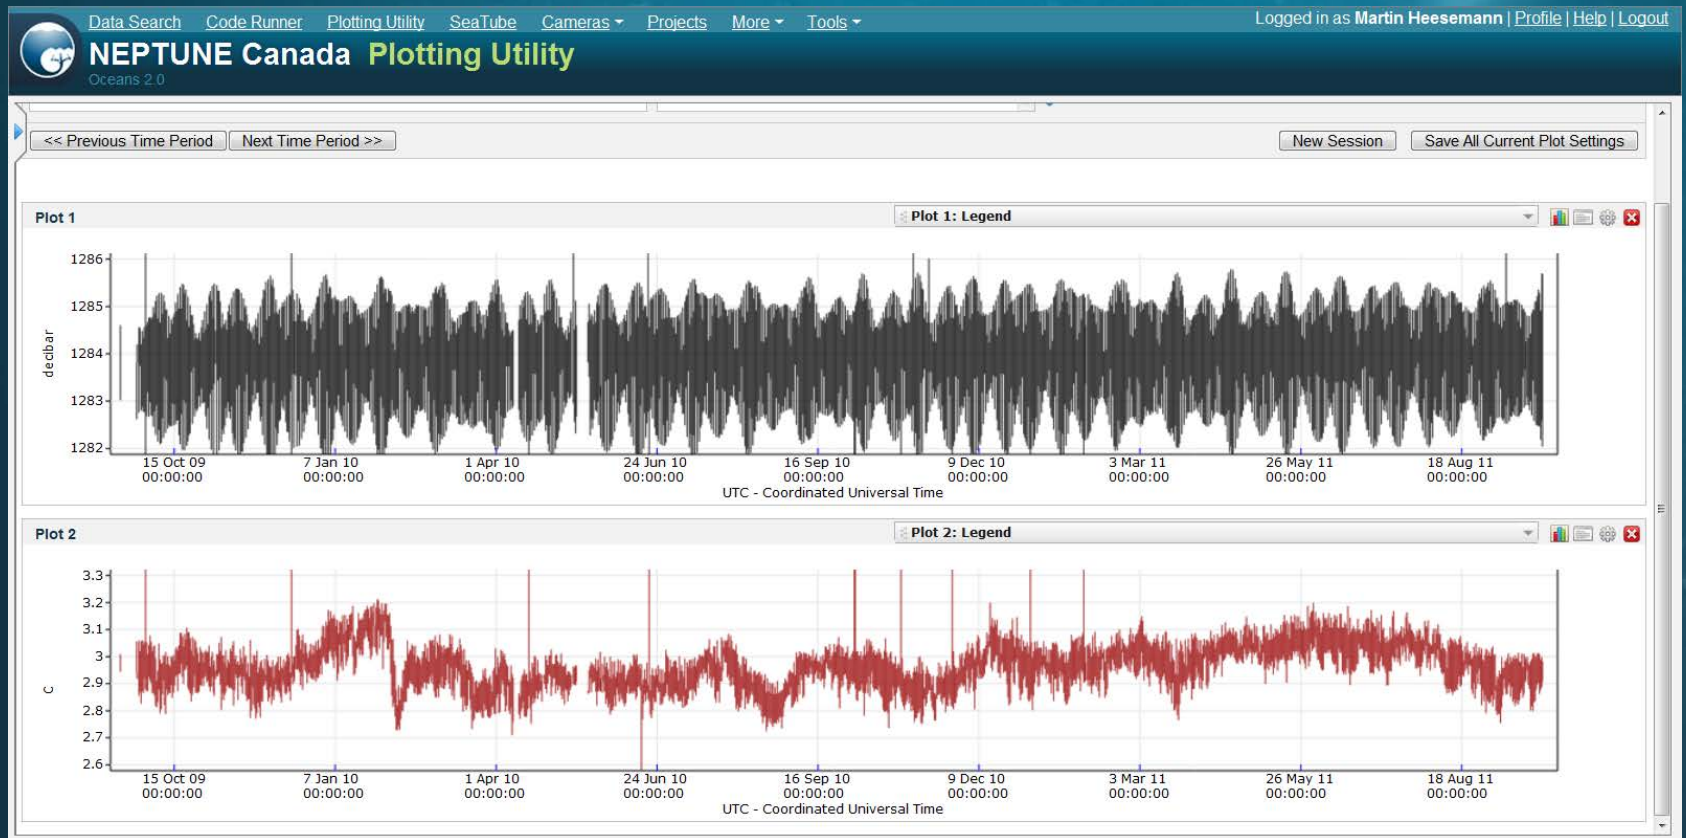 Data Search Code Runner Plotting Utility SeaTube Cameras Projects More Tools Logged in as Martin Heesemann | Profile | Help | Logout
NEPTUNE Canada Plotting Utility
Oceans 2.0
<< Previous Time Period Next Time Period >> New Session Save All Current Plot Settings
Plot 1 Plot 1: Legend
1286
1285
1284
1283
1282
decibar
15 Oct 09 7 Jan 10 1 Apr 10 24 Jun 10 16 Sep 10 9 Dec 10 3 Mar 11 26 May 11 18 Aug 11
00:00:00 00:00:00 00:00:00 00:00:00 00:00:00 00:00:00 00:00:00 00:00:00 00:00:00
UTC - Coordinated Universal Time
Plot 2 Plot 2: Legend
3.3
3.2
3.1
3
2.9
2.8
2.7
2.6
C
15 Oct 09 7 Jan 10 1 Apr 10 24 Jun 10 16 Sep 10 9 Dec 10 3 Mar 11 26 May 11 18 Aug 11
00:00:00 00:00:00 00:00:00 00:00:00 00:00:00 00:00:00 00:00:00 00:00:00 00:00:00
UTC - Coordinated Universal Time